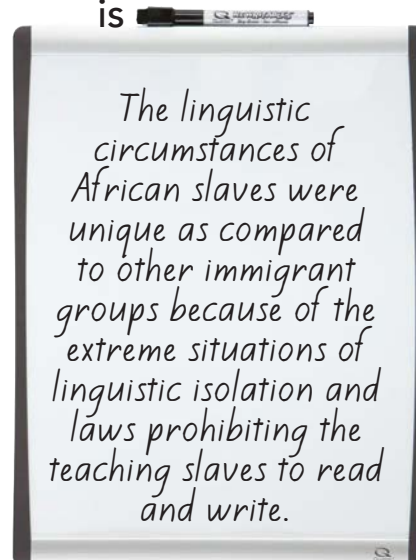 is
The linguistic
circumstances of
African slaves were
unique as compared
to other immigrant
groups because of the
extreme situations of
linguistic isolation and
laws prohibiting the
teaching slaves to read
and write.